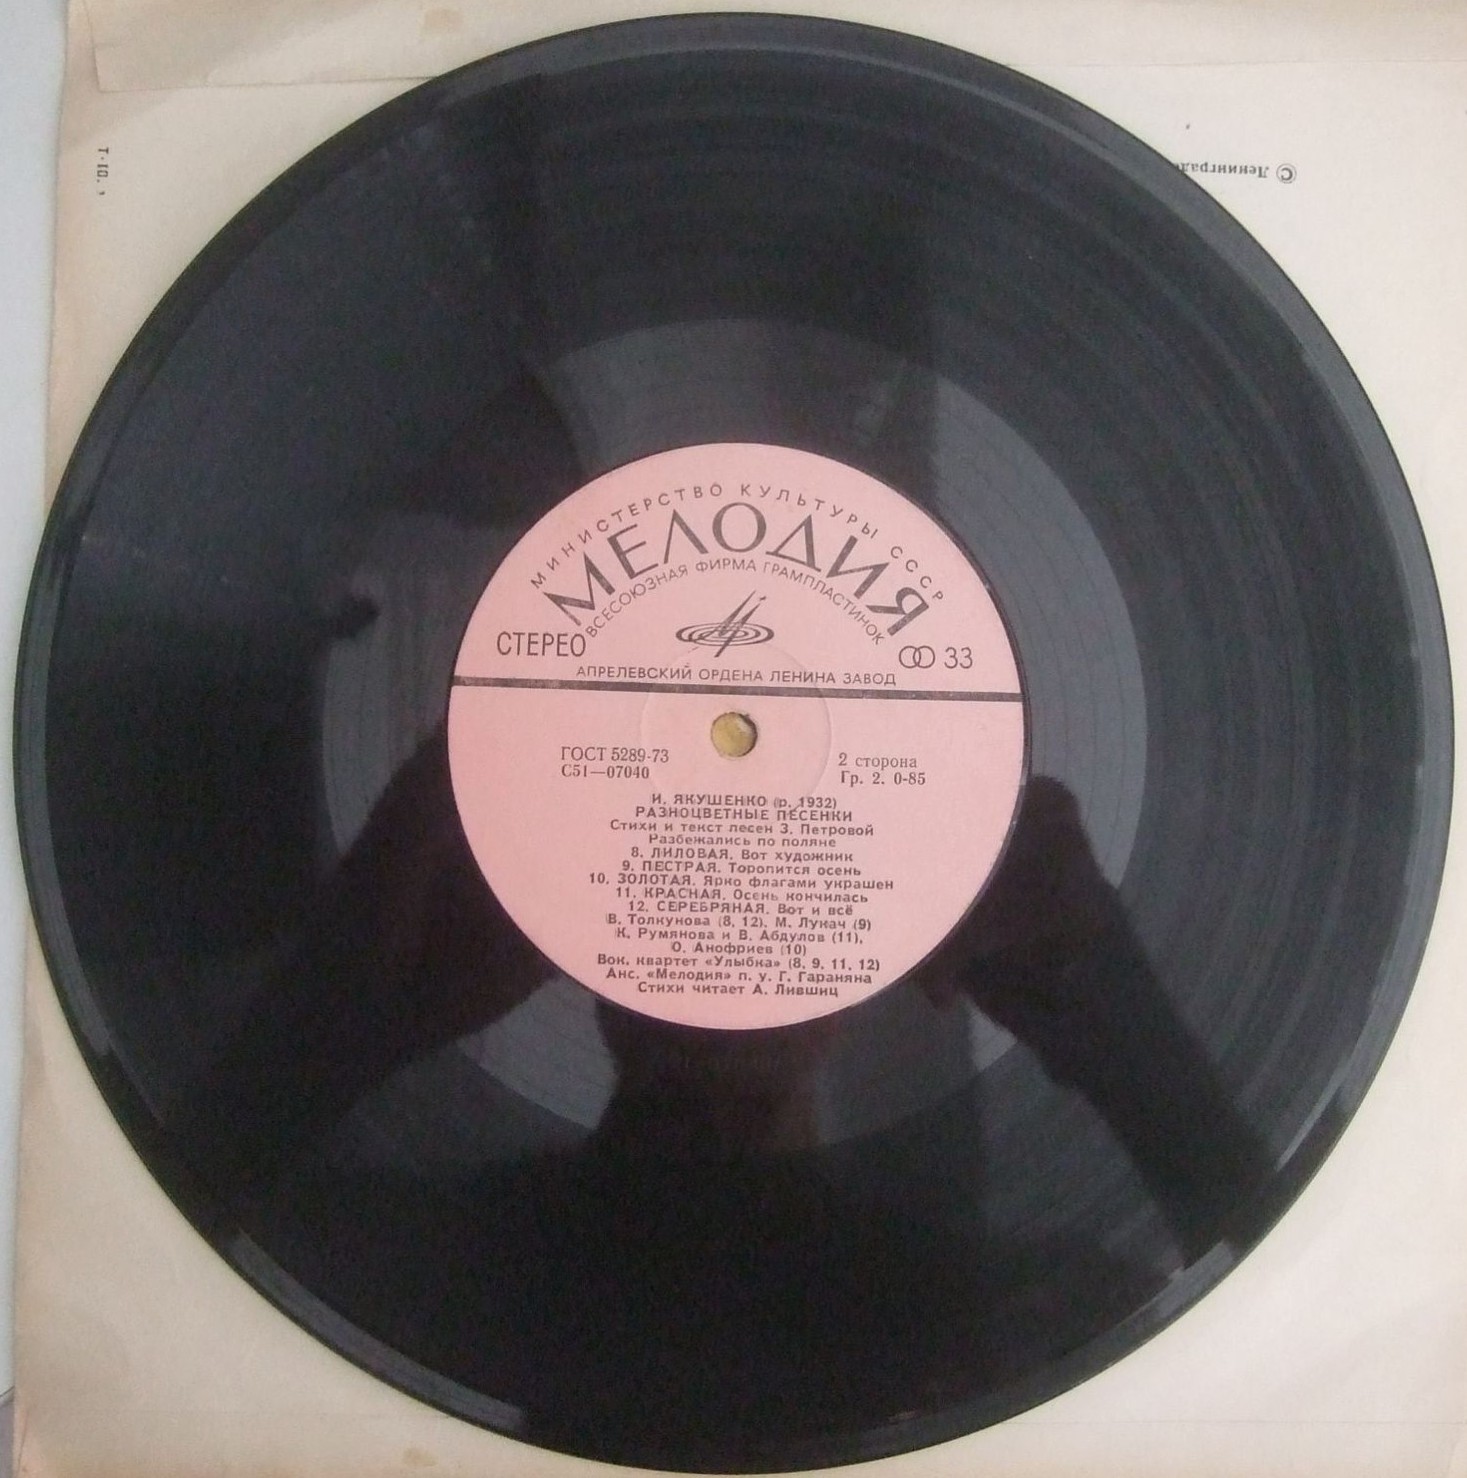 Т-10.
© Ленинград
МИНИСТЕРСТВО КУЛЬТУРЫ СССР
МЕЛОДИЯ
ВСЕСОЮЗНАЯ ФИРМА ГРАМПЛАСТИНОК
СТЕРЕО
33
АПРЕЛЕВСКИЙ ОРДЕНА ЛЕНИНА ЗАВОД
ГОСТ 5289-73
С51—07040
2 сторона
Гр. 2. 0-85
И. ЯКУШЕНКО (р. 1932)
РАЗНОЦВЕТНЫЕ ПЕСЕНКИ
Стихи и текст песен З. Петровой
Разбежались по поляне
8. ЛИЛОВАЯ. Вот художник
9. ПЕСТРАЯ. Торопится осень
10. ЗОЛОТАЯ. Ярко флагами украшен
11. КРАСНАЯ. Осень кончилась
12. СЕРЕБРЯНАЯ. Вот и всё
В. Толкунова (8, 12). М. Лукач (9)
К. Румянова и В. Абдулов (11),
О. Анофриев (10)
Вок. квартет «Улыбка» (8, 9, 11, 12)
Анс. «Мелодия» п. у. Г. Гараняна
Стихи читает А. Лившиц